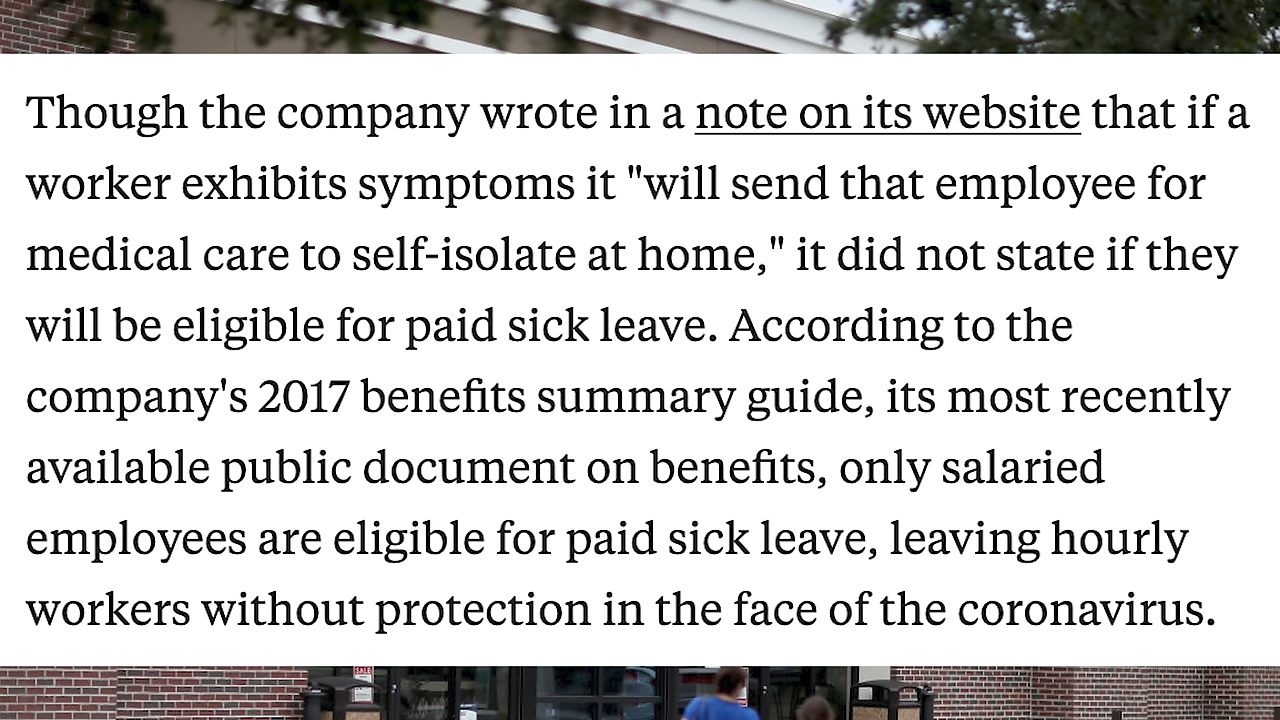 Though the company wrote in a note on its website that if a
worker exhibits symptoms it "will send that employee for
medical care to self-isolate at home," it did not state if they
will be eligible for paid sick leave. According to the
company's 2017 benefits summary guide, its most recently
available public document on benefits, only salaried
employees are eligible for paid sick leave, leaving hourly
workers without protection in the face of the coronavirus.
SALE